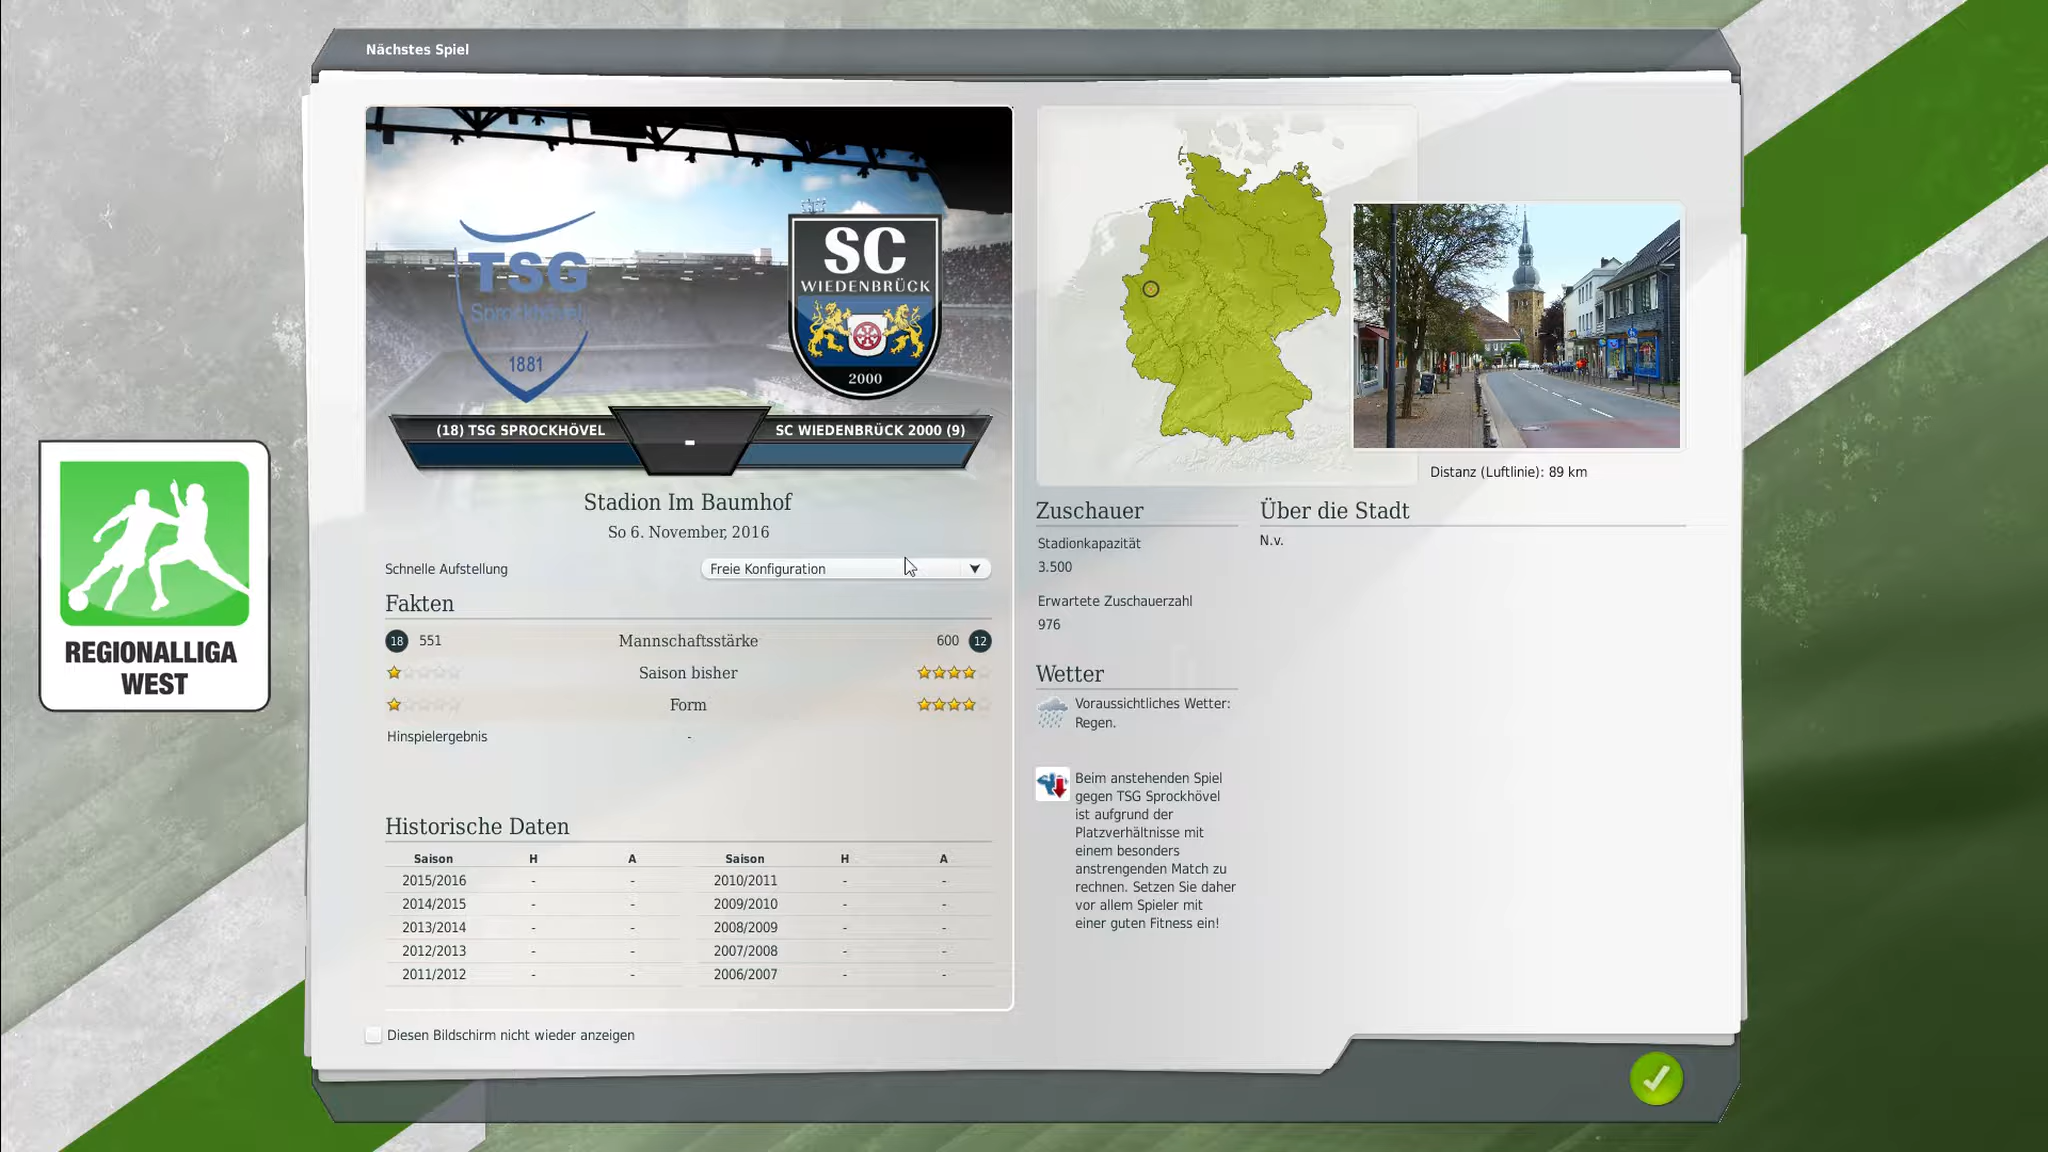 Nächstes Spiel
TSG
Sprockhövel
1881
SC
WIEDENBRÜCK
2000
(18) TSG SPROCKHÖVEL - SC WIEDENBRÜCK 2000 (9)
Stadion Im Baumhof
So 6. November, 2016
Schnelle Aufstellung Freie Konfiguration
Fakten
18 551 Mannschaftsstärke 600 12
Saison bisher
Form
Hinspielergebnis -
Historische Daten
Saison H A Saison H A
2015/2016 - - 2010/2011 - -
2014/2015 - - 2009/2010 - -
2013/2014 - - 2008/2009 - -
2012/2013 - - 2007/2008 - -
2011/2012 - - 2006/2007 - -
Diesen Bildschirm nicht wieder anzeigen
REGIONALLIGA
WEST
Distanz (Luftlinie): 89 km
Zuschauer
Stadionkapazität
3.500
Erwartete Zuschauerzahl
976
Wetter
Voraussichtliches Wetter:
Regen.
Beim anstehenden Spiel
gegen TSG Sprockhövel
ist aufgrund der
Platzverhältnisse mit
einem besonders
anstrengenden Match zu
rechnen. Setzen Sie daher
vor allem Spieler mit
einer guten Fitness ein!
Über die Stadt
N.v.